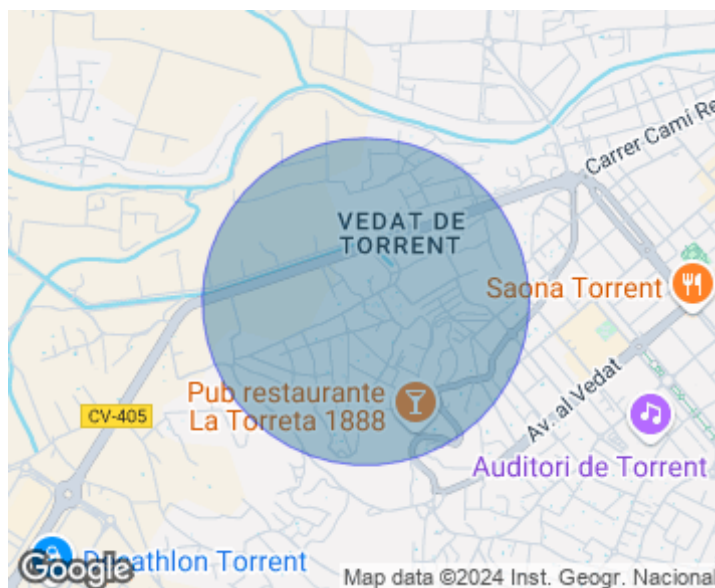 Carrer Camí Re
VEDAT DE
TORRENT
Saona Torrent
Pub restaurante
La Torreta 1888
CV-405
Av. al Vedat
Auditori de Torrent
Decathlon Torrent
Google
Map data ©2024 Inst. Geogr. Nacional